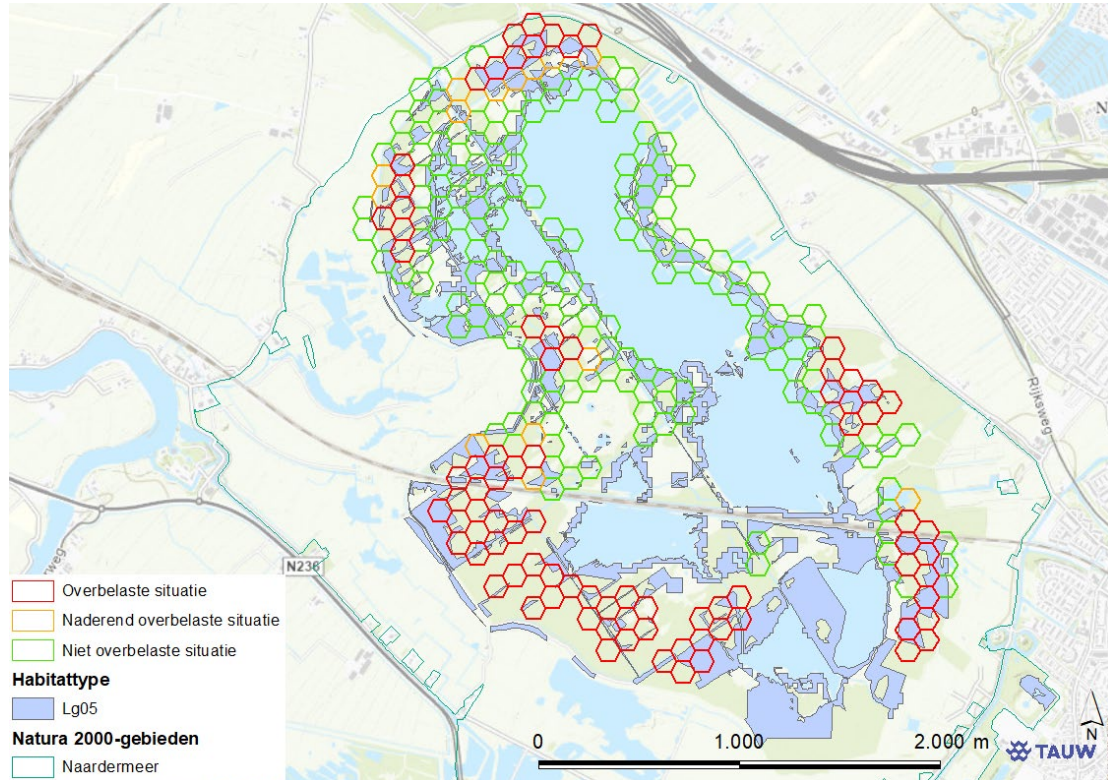 N
Rijksweg
weg
N236
Overbelaste situatie
Naderend overbelaste situatie
Niet overbelaste situatie
Habitattype
Lg05
Natura 2000-gebieden
Naardermeer
0 1.000 2.000 m
N
TAUW